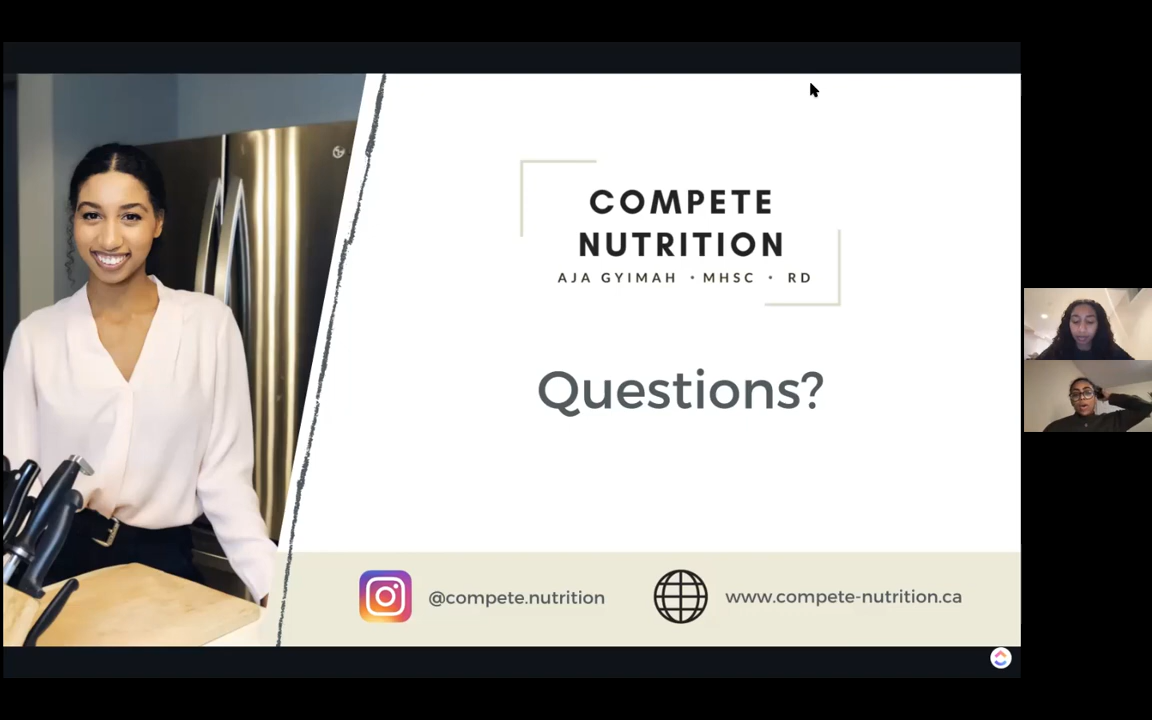 COMPETE
NUTRITION
AJA GYIMAH • MHSC • RD
Questions?
@compete.nutrition
www.compete-nutrition.ca